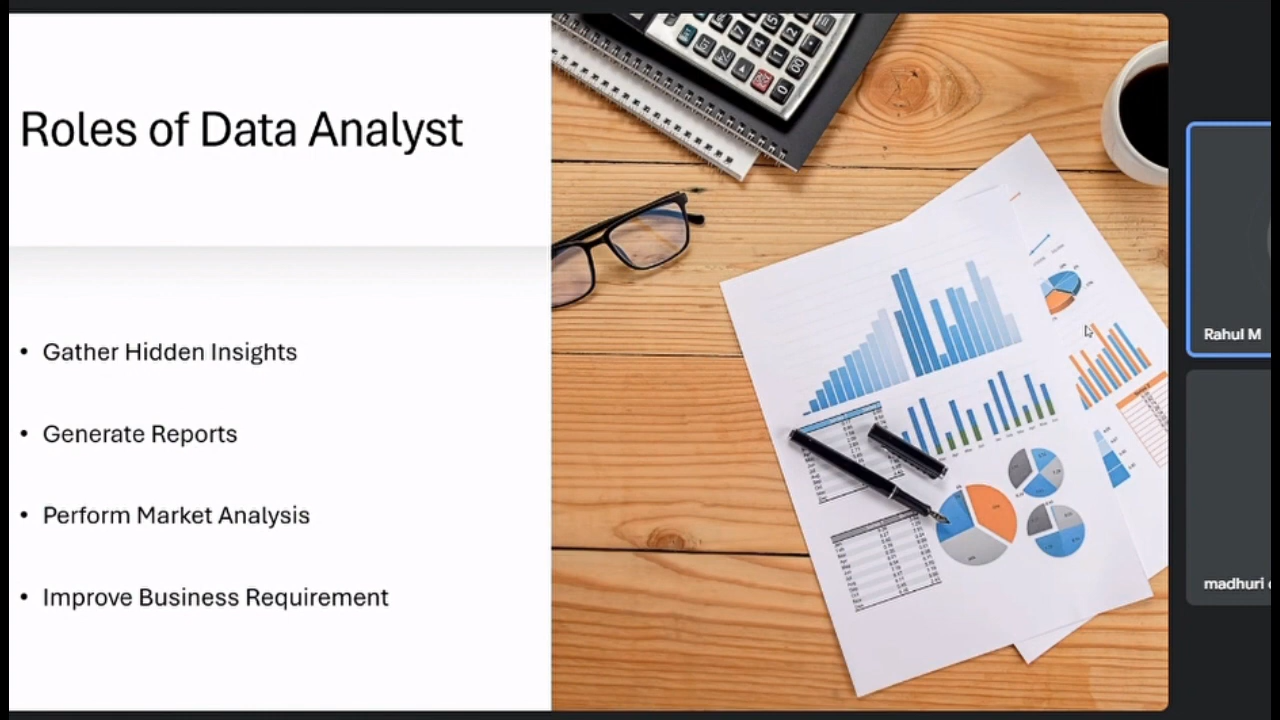 Roles of Data Analyst
• Gather Hidden Insights
• Generate Reports
• Perform Market Analysis
• Improve Business Requirement
Rahul M
madhuri